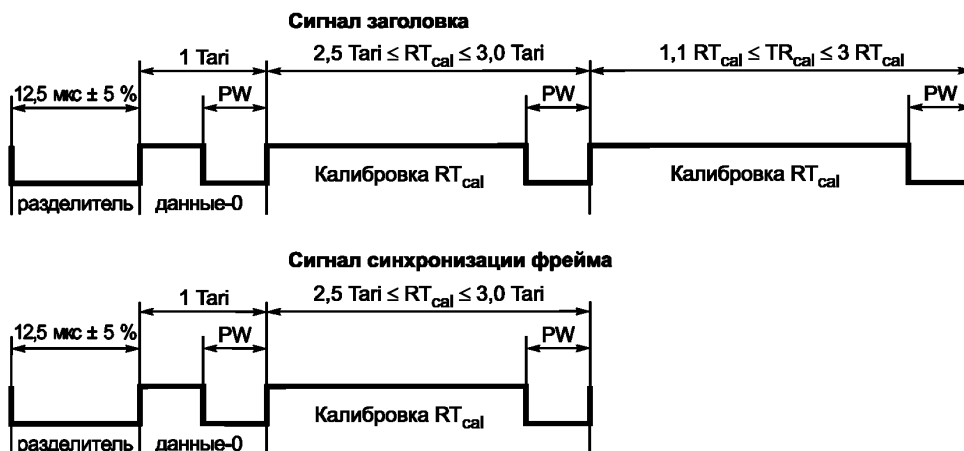 Сигнал заголовка
1 Tari
2,5 Tari ≤ RTcal ≤ 3,0 Tari
1,1 RTcal ≤ TRcal ≤ 3 RTcal
12,5 мкс ± 5 %
PW
PW
PW
Калибровка RTcal
Калибровка RTcal
разделитель
данные-0
Сигнал синхронизации фрейма
1 Tari
2,5 Tari ≤ RTcal ≤ 3,0 Tari
12,5 мкс ± 5 %
PW
PW
Калибровка RTcal
разделитель
данные-0